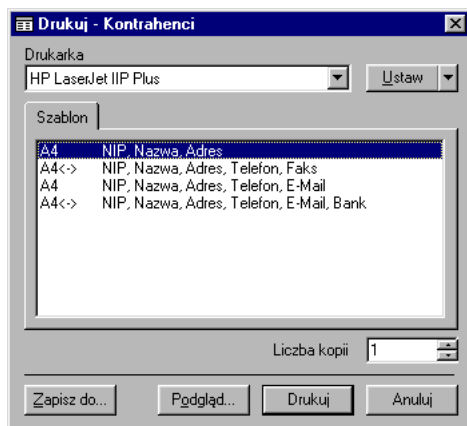 Drukuj - Kontrahenci
Drukarka
HP LaserJet IIP Plus
Ustaw
Szablon
A4 NIP, Nazwa, Adres
A4<-> NIP, Nazwa, Adres, Telefon, Faks
A4 NIP, Nazwa, Adres, Telefon, E-Mail
A4<-> NIP, Nazwa, Adres, Telefon, E-Mail, Bank
Liczba kopii 1
Zapisz do... Podgląd... Drukuj Anuluj